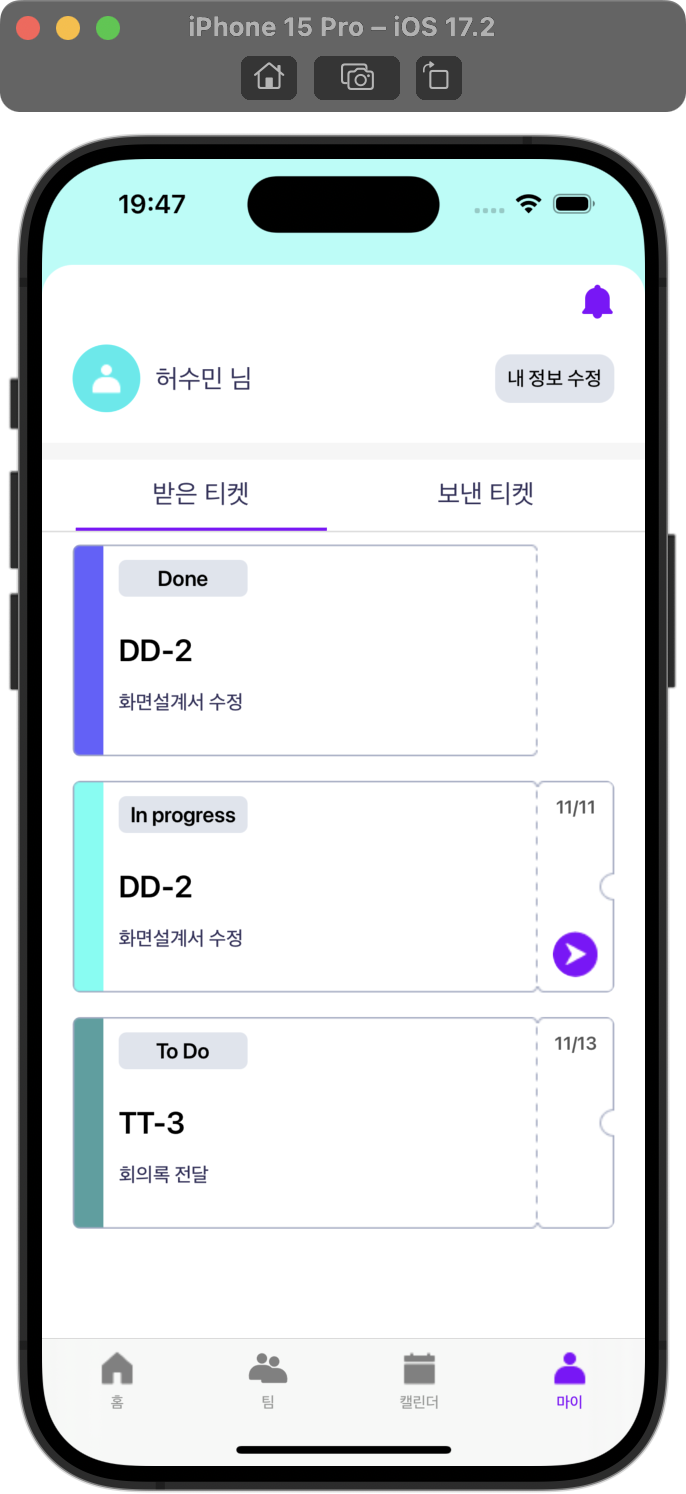 iPhone 15 Pro – iOS 17.2
19:47
허수민 님
내 정보 수정
받은 티켓
보낸 티켓
Done
DD-2
화면설계서 수정
In progress
11/11
DD-2
화면설계서 수정
To Do
11/13
TT-3
회의록 전달
홈
팀
캘린더
마이